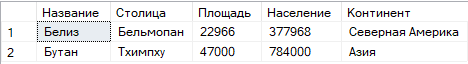 Название Столица Площадь Население Континент
1 Белиз Бельмопан 22966 377968 Северная Америка
2 Бутан Тхимпху 47000 784000 Азия